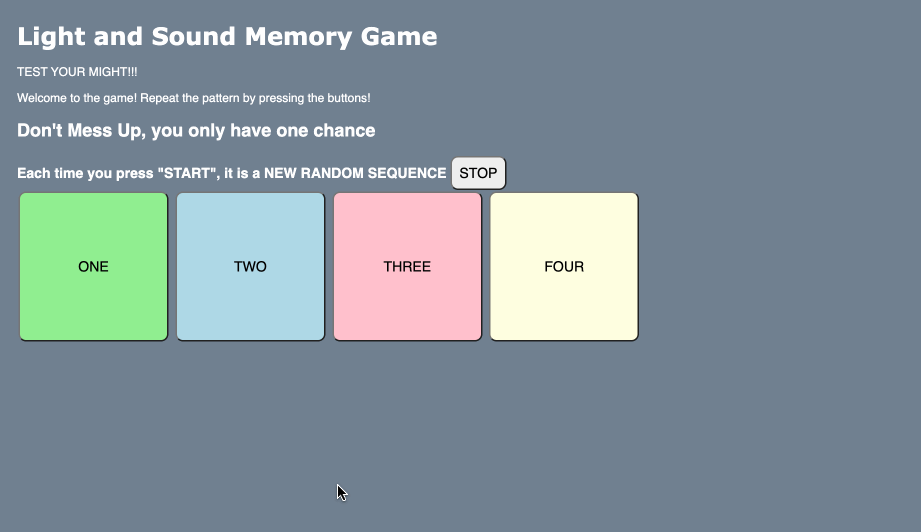 Light and Sound Memory Game
TEST YOUR MIGHT!!!
Welcome to the game! Repeat the pattern by pressing the buttons!
Don't Mess Up, you only have one chance
Each time you press "START", it is a NEW RANDOM SEQUENCE STOP
ONE TWO THREE FOUR